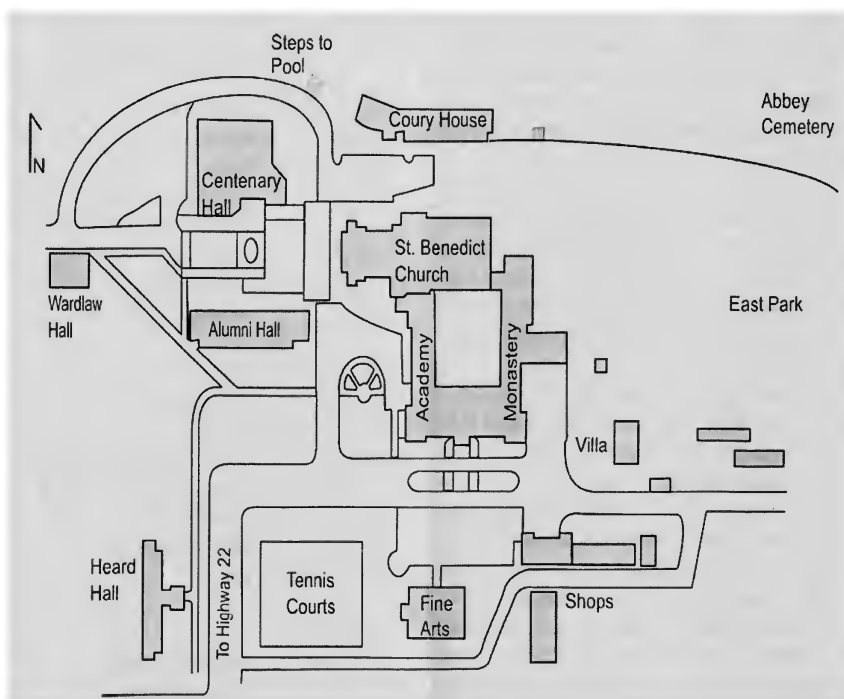 Steps to
Pool
Coury House
Abbey
Cemetery
N
Centenary
Hall
St. Benedict
Church
Wardlaw
Hall
Alumni Hall
East Park
Academy
Monastery
Villa
Heard
Hall
To Highway 22
Tennis
Courts
Fine
Arts
Shops